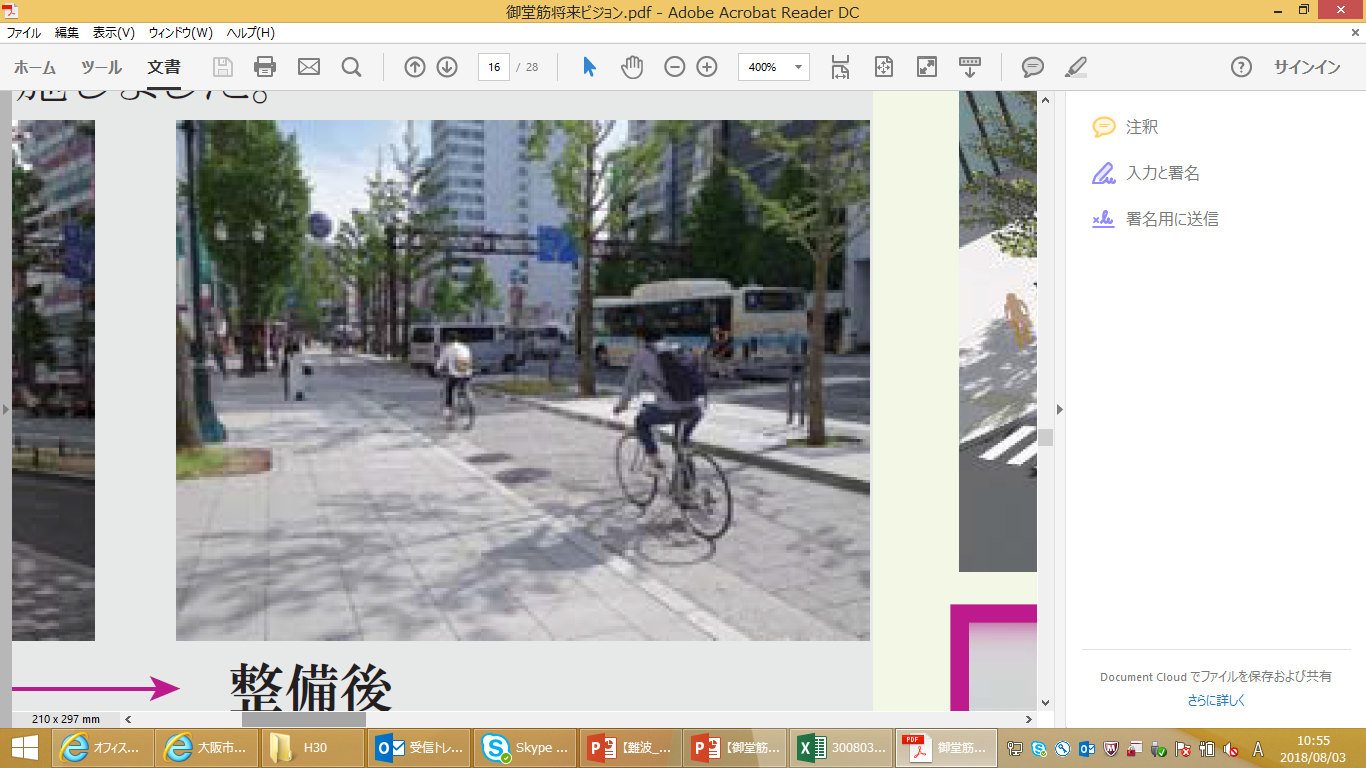 御堂筋将来ビジョン.pdf - Adobe Acrobat Reader DC
ファイル 編集 表示(V) ウィンドウ(W) ヘルプ(H)
ホーム ツール 文書 16 / 28 400% サインイン
施しました。
注釈
入力と署名
署名用に送信
整備後
Document Cloud でファイルを保存および共有
さらに詳しく
210 x 297 mm
オフィス... 大阪市... H30 受信トレ... Skype ... 【難波_... 【御堂筋... 300803... 御堂筋... A 10:55
2018/08/03